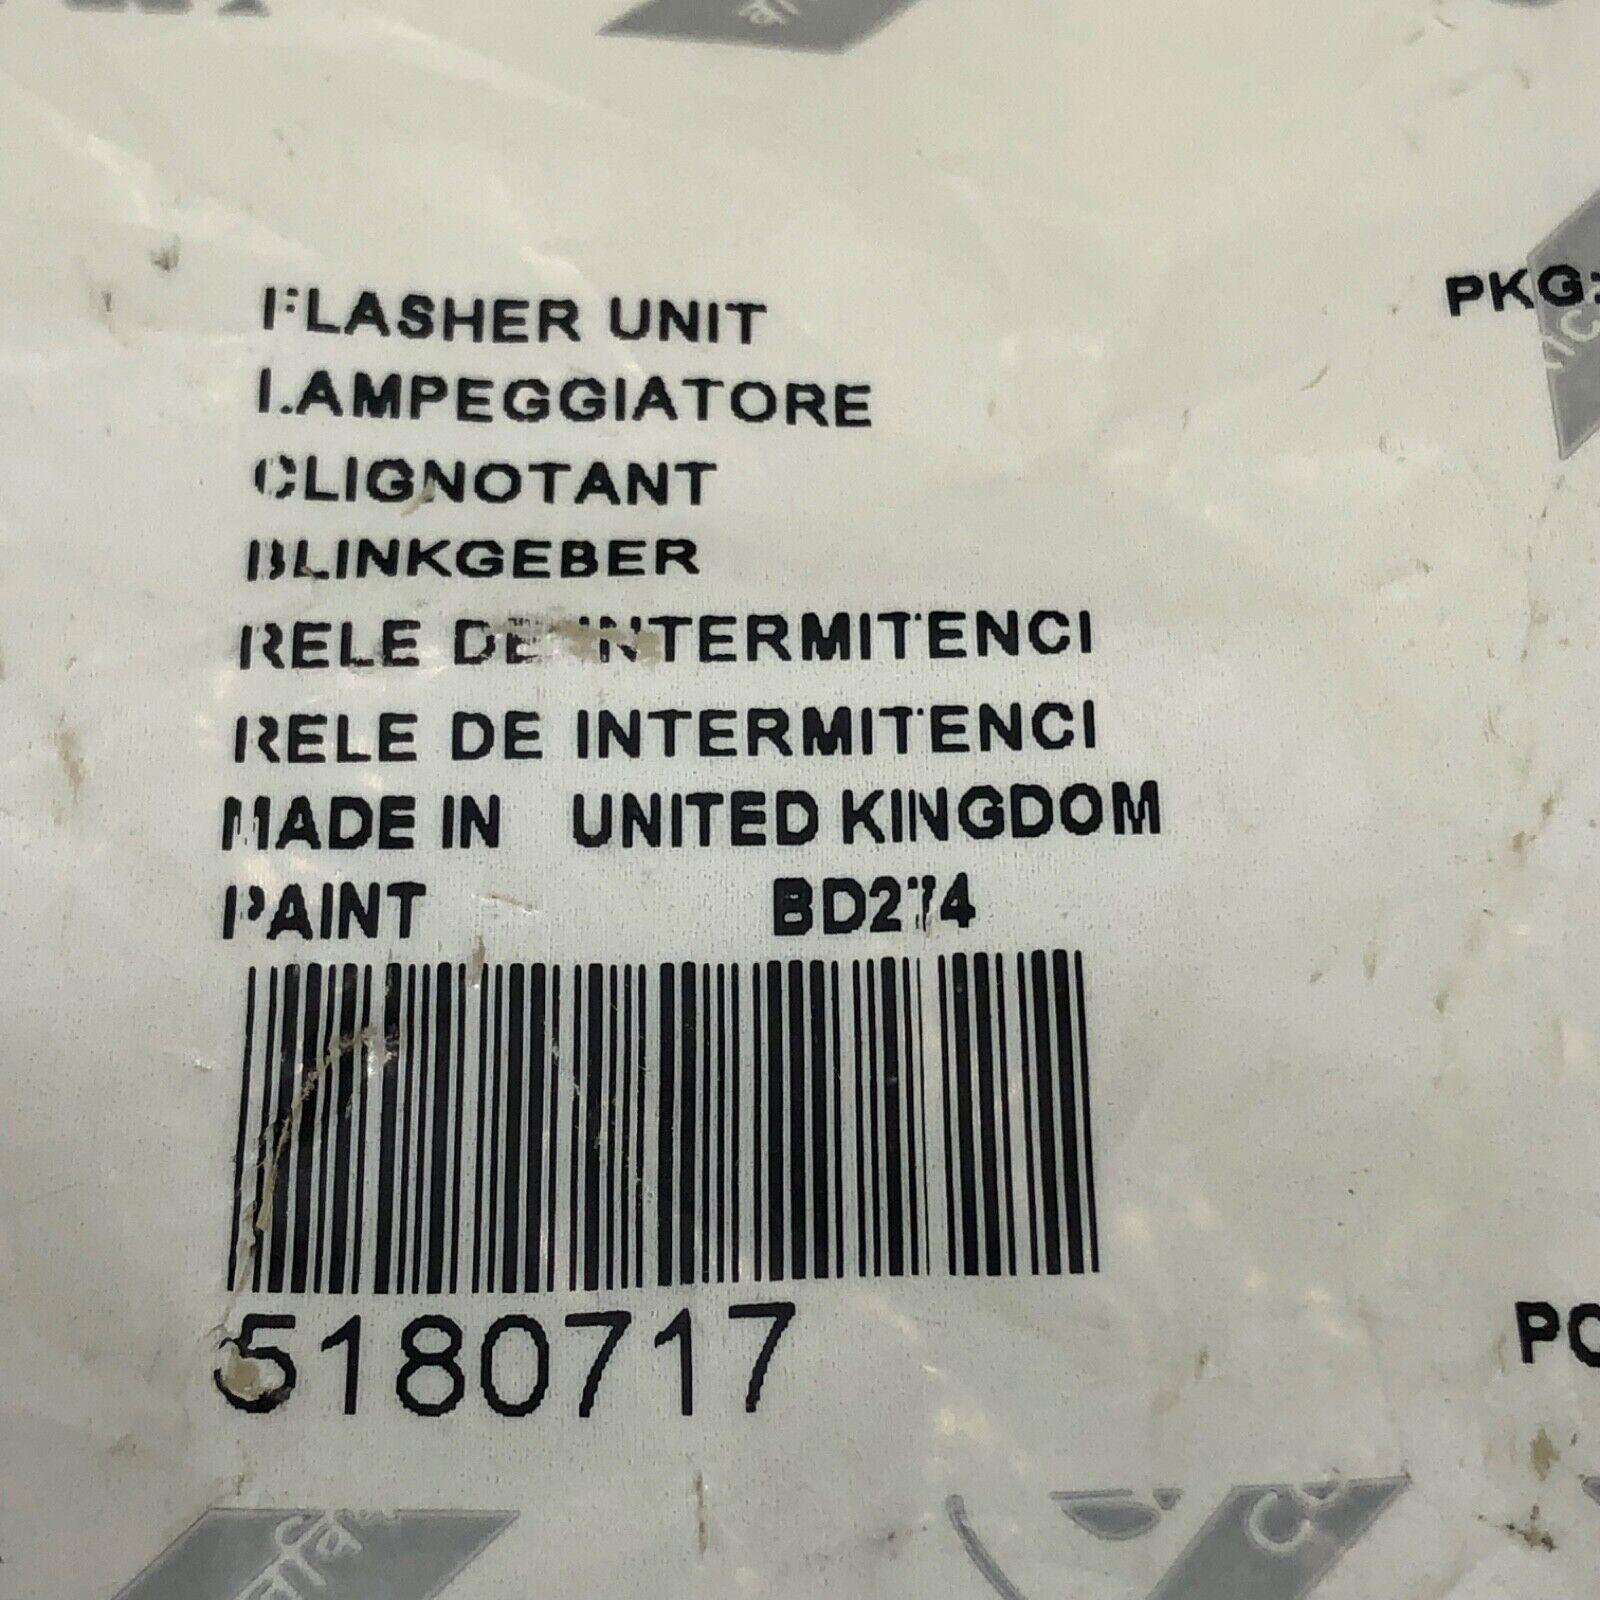 FLASHER UNIT
PKG:
LAMPEGGIATORE
CLIGNOTANT
BLINKGEBER
RELE DE INTERMITENCI
RELE DE INTERMITENCI
MADE IN UNITED KINGDOM
PAINT BD274
5180717